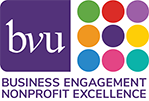 bvu
BUSINESS ENGAGEMENT
NONPROFIT EXCELLENCE